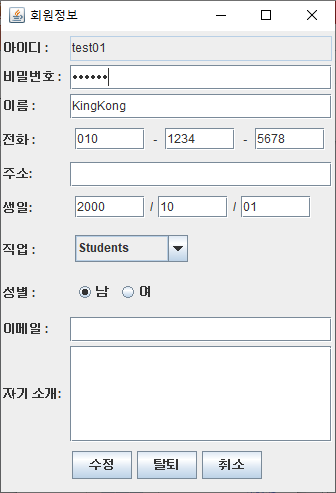 회원정보
아이디 : test01
비밀번호 : ••••••
이름 : KingKong
전화 : 010 - 1234 - 5678
주소:
생일: 2000 / 10 / 01
직업 : Students
성별 : 남 여
이메일 :
자기 소개:
수정 탈퇴 취소